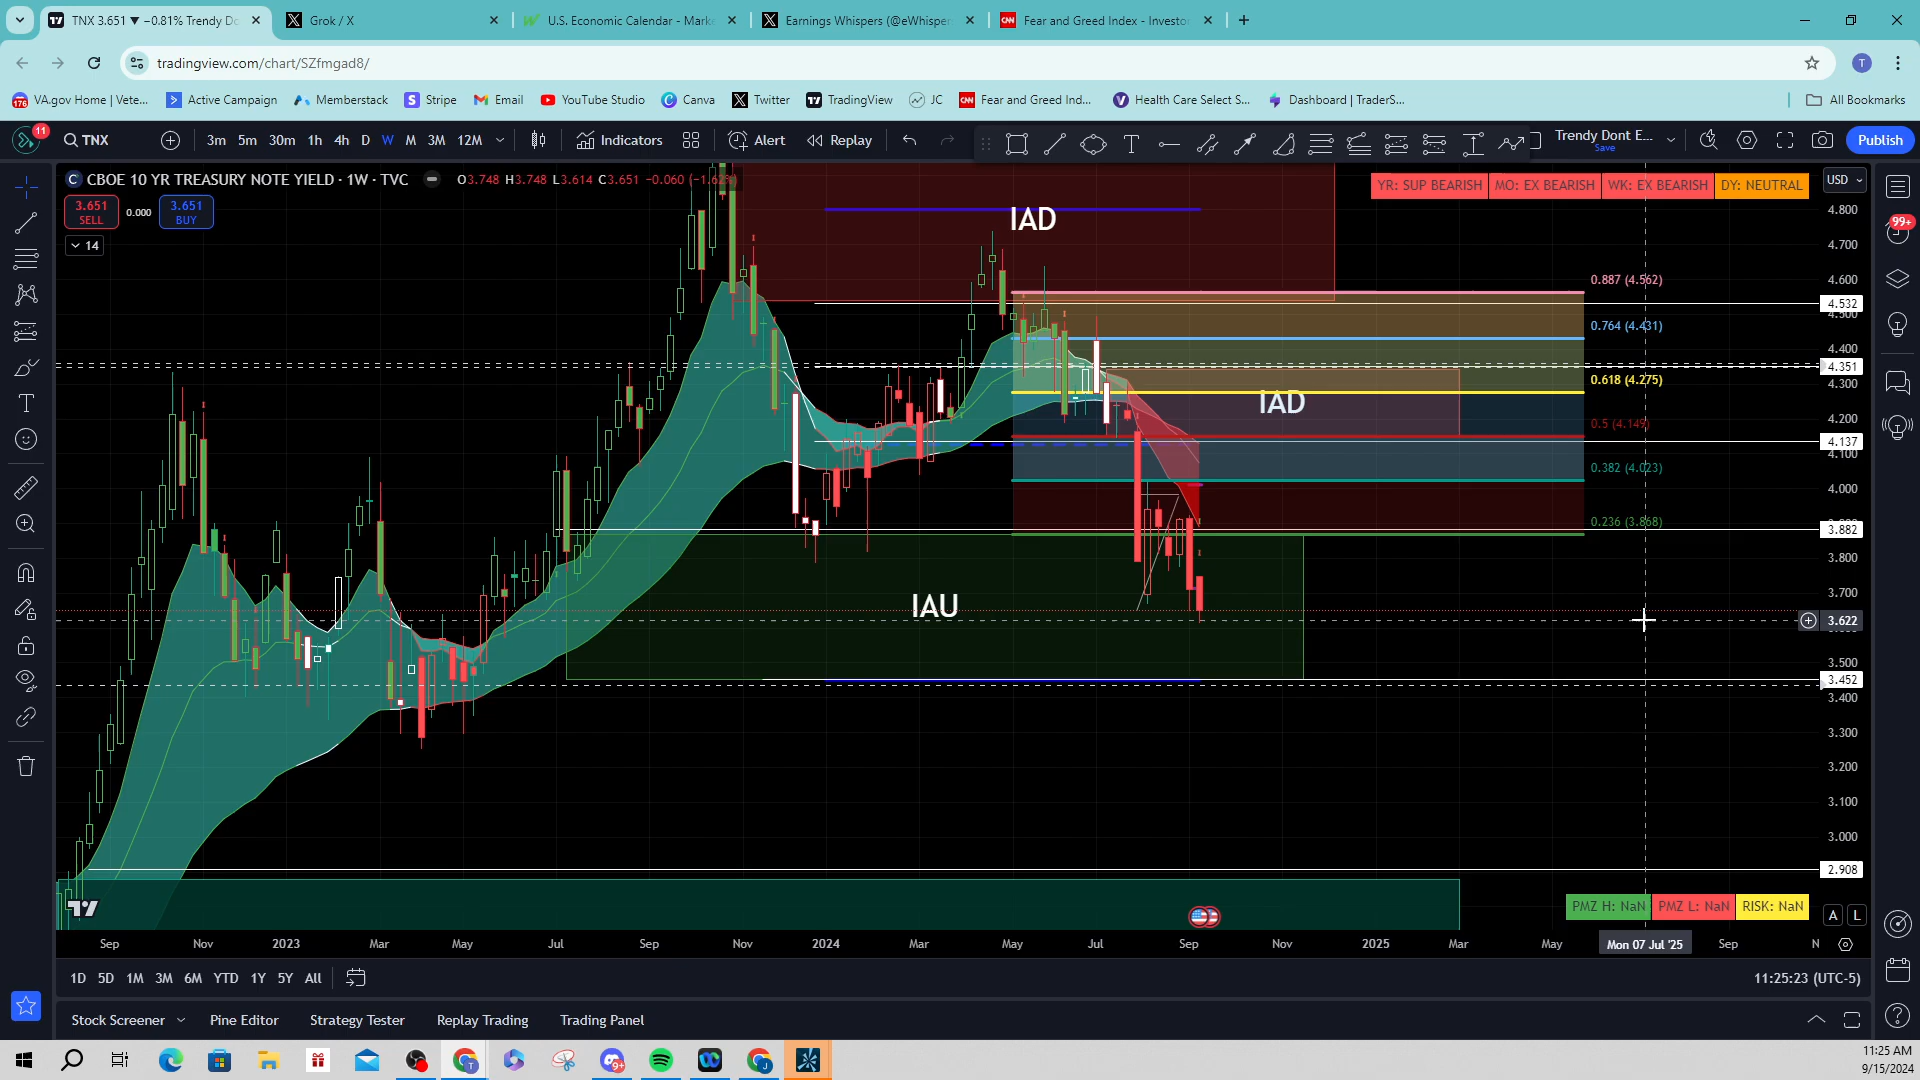 TNX 3.651 ▼ −0.81% Trendy Do
Grok / X
U.S. Economic Calendar - Marke
Earnings Whispers (@eWhisper
Fear and Greed Index - Investo
tradingview.com/chart/SZfmgad8/
T
176
VA.gov Home | Vete...
Active Campaign
Memberstack
Stripe
Email
YouTube Studio
Canva
Twitter
TradingView
JC
Fear and Greed Ind...
Health Care Select S...
Dashboard | TraderS...
All Bookmarks
11
TNX
3m 5m 30m 1h 4h D W M 3M 12M
Indicators
Alert
Replay
Trendy Dont E...
Save
Publish
CBOE 10 YR TREASURY NOTE YIELD · 1W · TVC
O3.748 H3.748 L3.614 C3.651 −0.060 (−1.62%)
YR: SUP BEARISH MO: EX BEARISH WK: EX BEARISH DY: NEUTRAL
USD
3.651
SELL
0.000
3.651
BUY
14
99+
IAD
IAD
IAU
0.887 (4.562)
0.764 (4.431)
0.618 (4.275)
0.5 (4.149)
0.382 (4.023)
0.236 (3.868)
4.800
4.700
4.600
4.532
4.500
4.400
4.351
4.300
4.200
4.137
4.100
4.000
3.882
3.800
3.700
3.622
3.500
3.452
3.400
3.300
3.200
3.100
3.000
2.908
PMZ H: NaN PMZ L: NaN RISK: NaN
A L
Sep Nov 2023 Mar May Jul Sep Nov 2024 Mar May Jul Sep Nov 2025 Mar May Mon 07 Jul '25 Sep N
1D 5D 1M 3M 6M YTD 1Y 5Y All
11:25:23 (UTC-5)
Stock Screener
Pine Editor
Strategy Tester
Replay Trading
Trading Panel
11:25 AM
9/15/2024